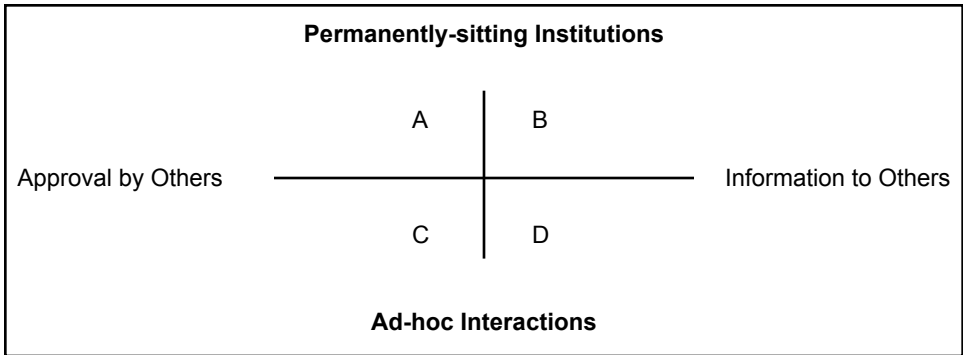 Permanently-sitting Institutions
A B
Approval by Others Information to Others
C D
Ad-hoc Interactions